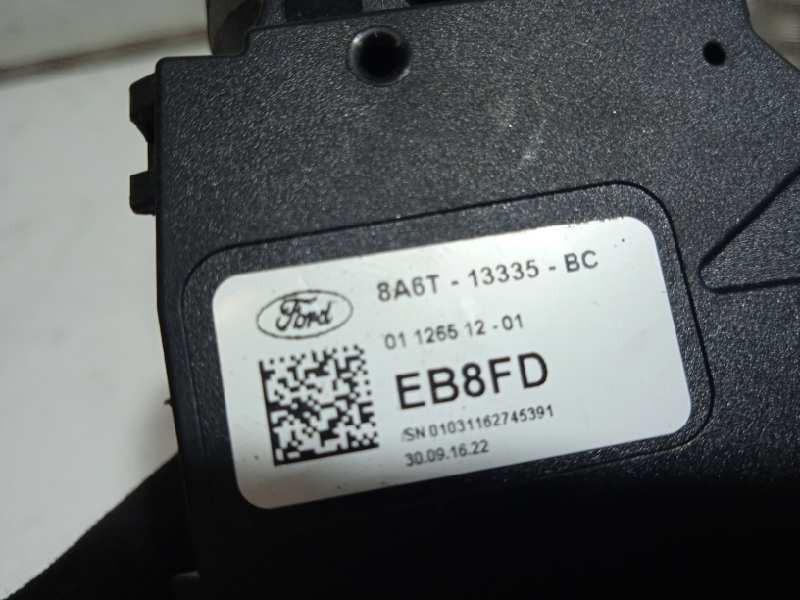 Ford
8A6T - 13335 - BC
01 1265 12 - 01
EB8FD
/SN 01031162745391
30.09.16.22